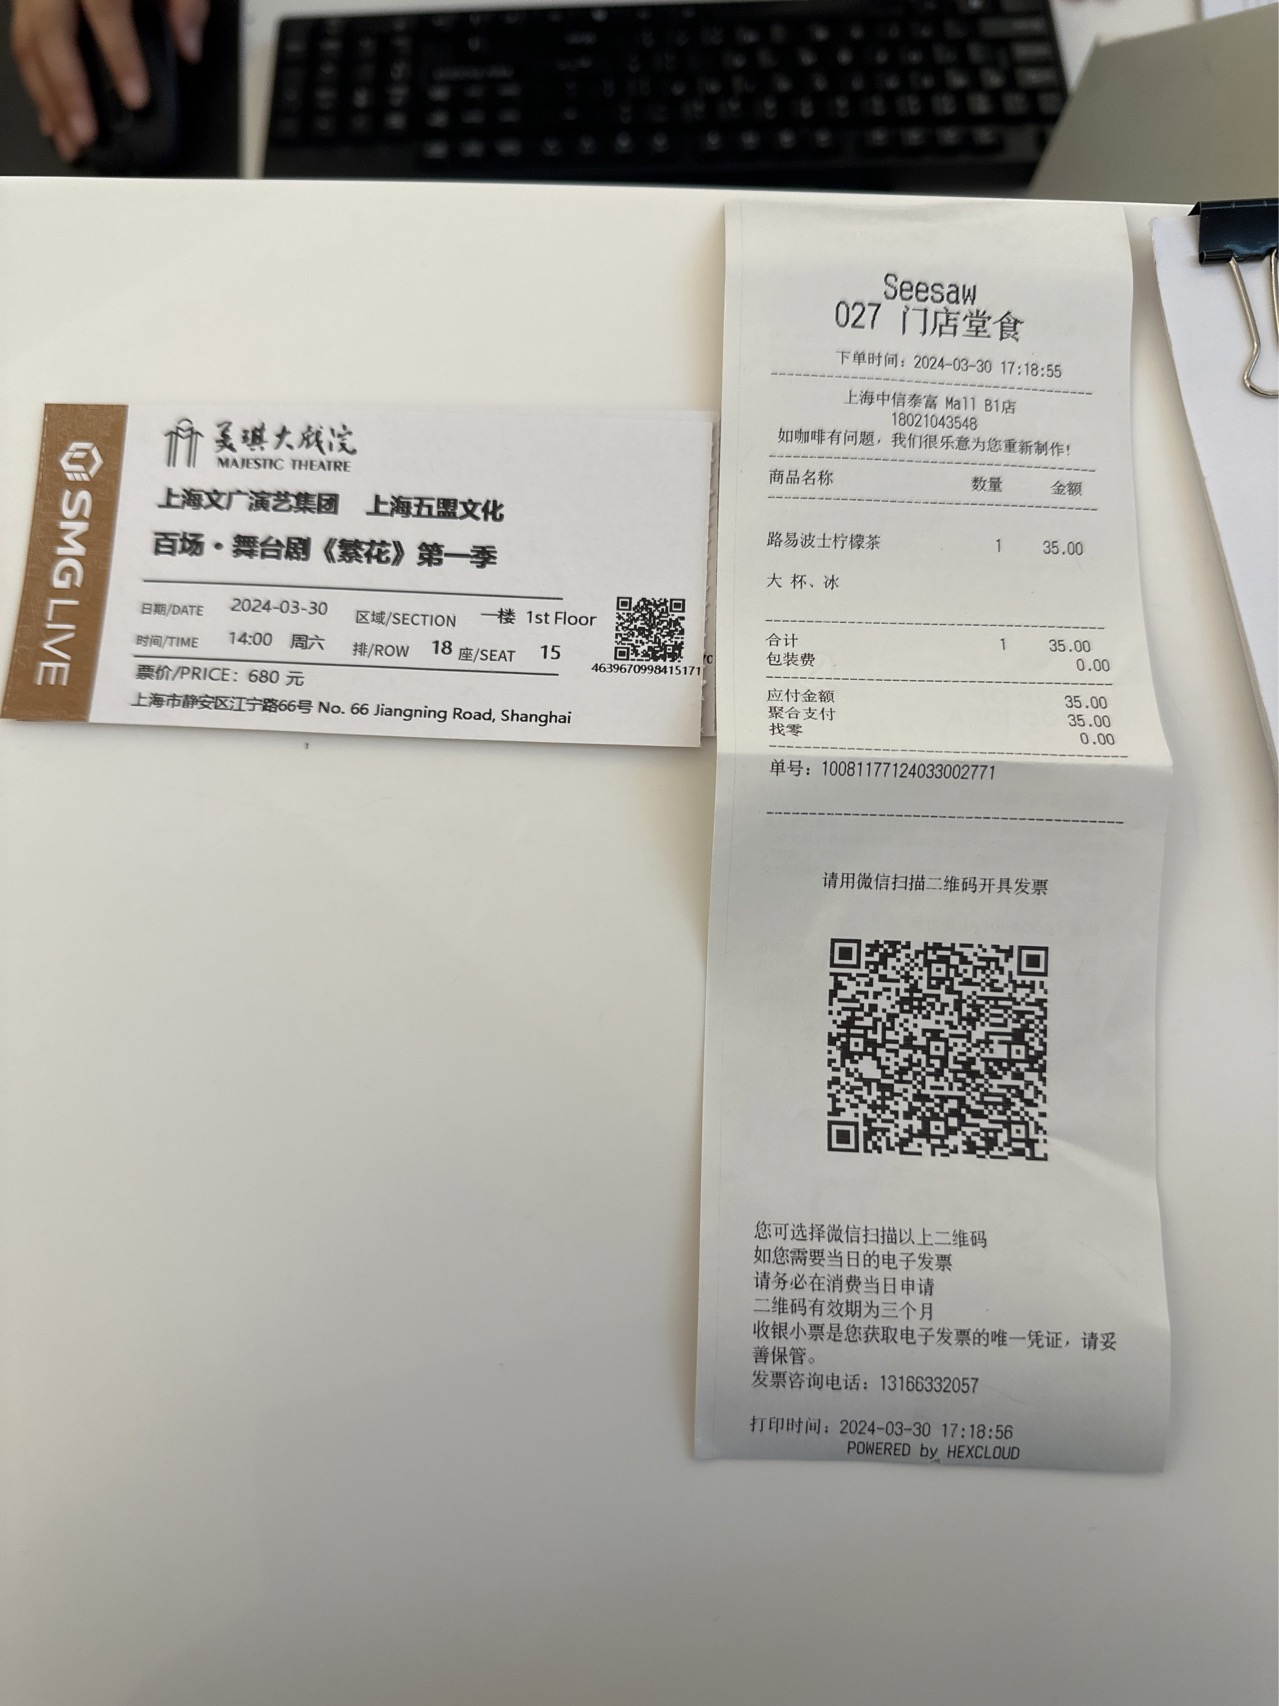 SMG LIVE
美琪大戏院
MAJESTIC THEATRE
上海文广演艺集团 上海五盟文化
百场·舞台剧《繁花》第一季
日期/DATE 2024-03-30 区域/SECTION 一楼 1st Floor
时间/TIME 14:00 周六 排/ROW 18 座/SEAT 15
4639670998415171
票价/PRICE: 680 元
上海市静安区江宁路66号 No. 66 Jiangning Road, Shanghai
Seesaw
027 门店堂食
下单时间: 2024-03-30 17:18:55
上海中信泰富 Mall B1店
18021043548
如咖啡有问题，我们很乐意为您重新制作!
商品名称 数量 金额
路易波士柠檬茶 1 35.00
大 杯、冰
合计 1 35.00
包装费 0.00
应付金额 35.00
聚合支付 35.00
找零 0.00
单号: 10081177124033002771
请用微信扫描二维码开具发票
您可选择微信扫描以上二维码
如您需要当日的电子发票
请务必在消费当日申请
二维码有效期为三个月
收银小票是您获取电子发票的唯一凭证，请妥
善保管。
发票咨询电话: 13166332057
打印时间: 2024-03-30 17:18:56
POWERED by HEXCLOUD